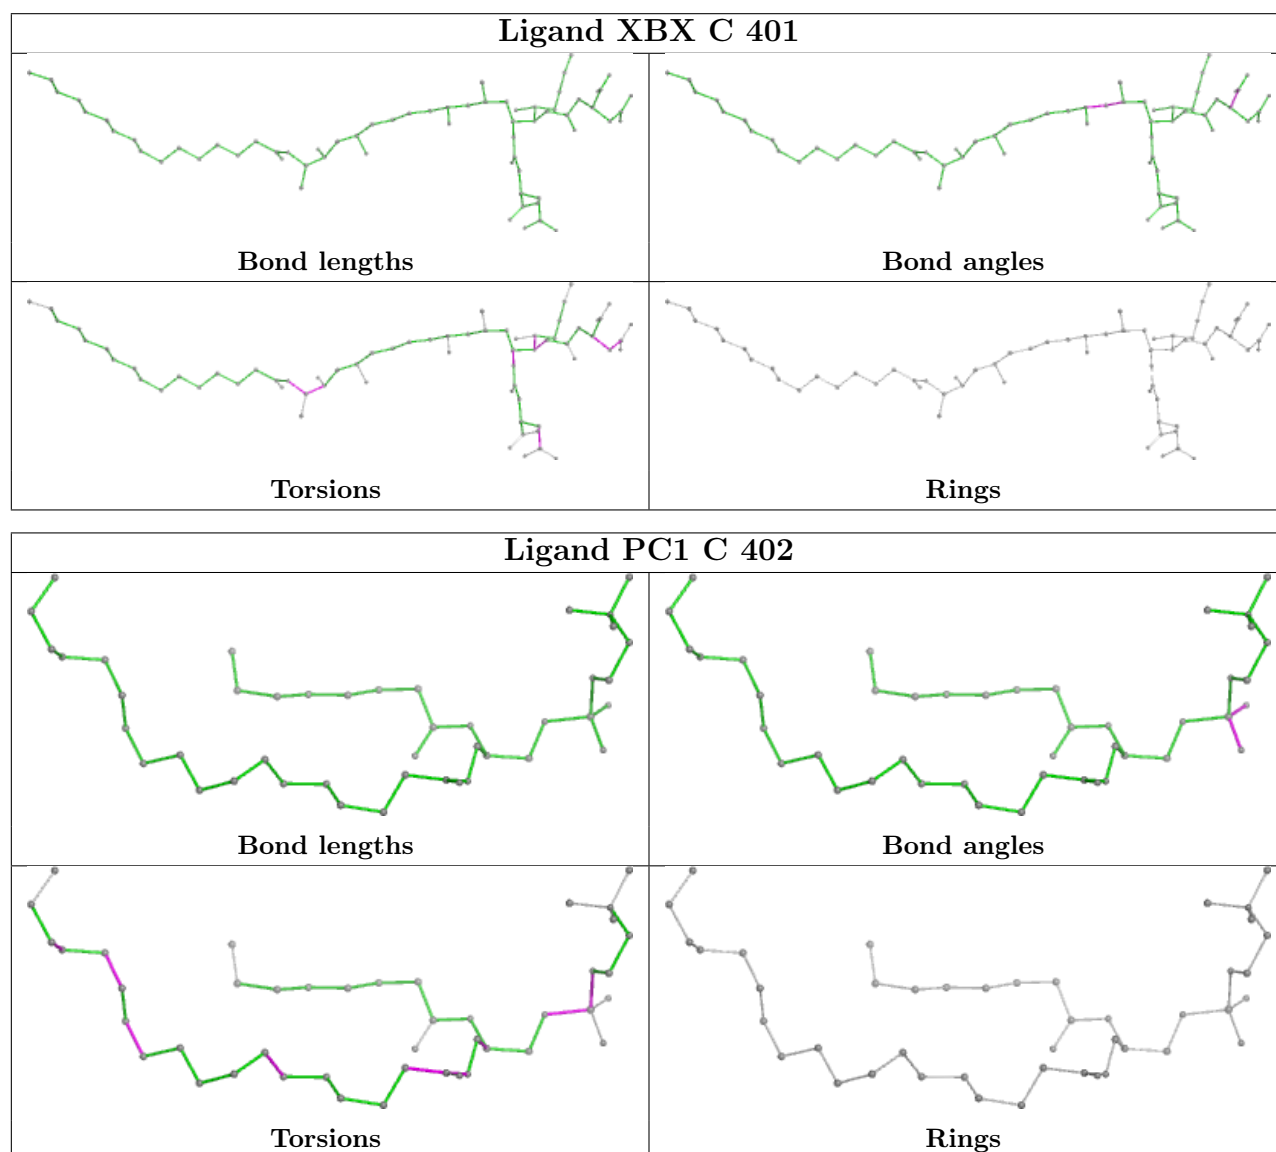 Ligand XBX C 401
Bond lengths
Bond angles
Torsions
Rings
Ligand PC1 C 402
Bond lengths
Bond angles
Torsions
Rings